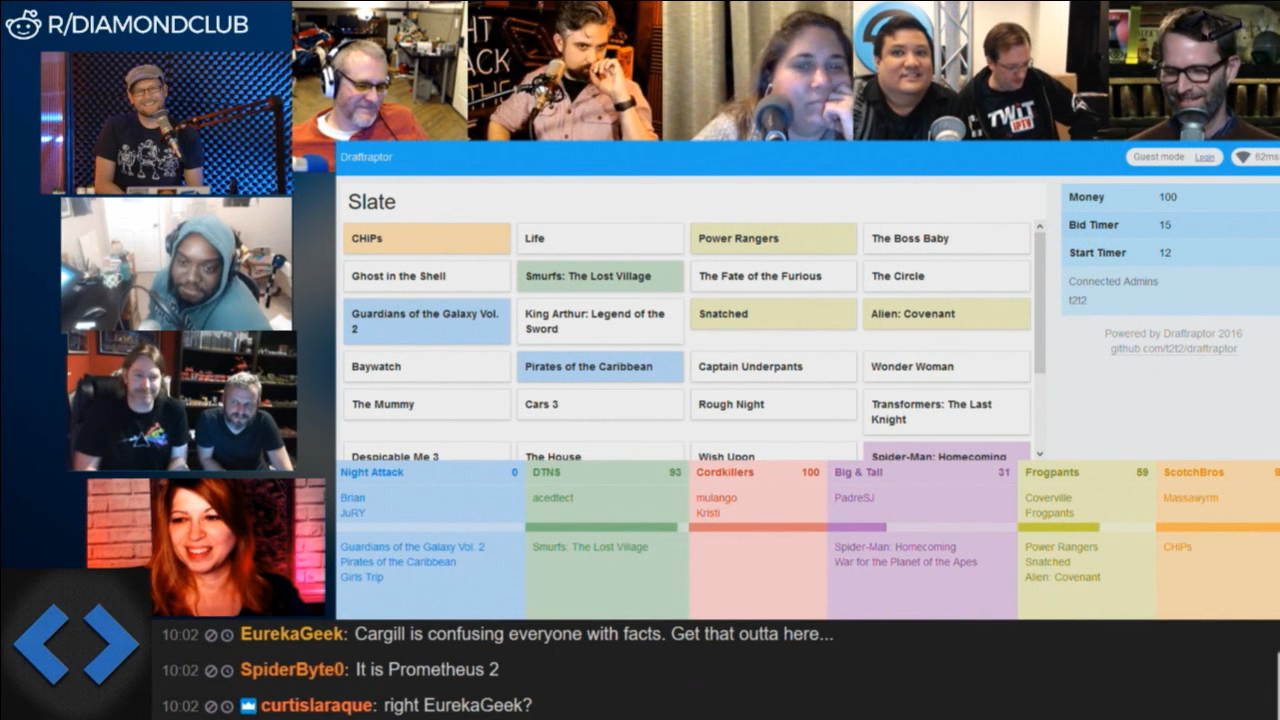 R/DIAMONDCLUB
TWiT
IPTV
Draftraptor
Guest mode Login
62ms
Slate
CHiPs
Life
Power Rangers
The Boss Baby
Ghost in the Shell
Smurfs: The Lost Village
The Fate of the Furious
The Circle
Guardians of the Galaxy Vol.
2
King Arthur: Legend of the
Sword
Snatched
Alien: Covenant
Baywatch
Pirates of the Caribbean
Captain Underpants
Wonder Woman
The Mummy
Cars 3
Rough Night
Transformers: The Last
Knight
Despicable Me 3
The House
Wish Upon
Spider-Man: Homecoming
Money 100
Bid Timer 15
Start Timer 12
Connected Admins
t2t2
Powered by Draftraptor 2016
github.com/t2t2/draftraptor
Night Attack 0
Brian
JuRY
Guardians of the Galaxy Vol. 2
Pirates of the Caribbean
Girls Trip
DTNS 93
acedtect
Smurfs: The Lost Village
Cordkillers 100
mulango
Kristi
Big & Tall 31
PadreSJ
Spider-Man: Homecoming
War for the Planet of the Apes
Frogpants 59
Coverville
Frogpants
Power Rangers
Snatched
Alien: Covenant
ScotchBros
Massawyrm
CHiPs
10:02 EurekaGeek: Cargill is confusing everyone with facts. Get that outta here...
10:02 SpiderByte0: It is Prometheus 2
10:02 curtislaraque: right EurekaGeek?